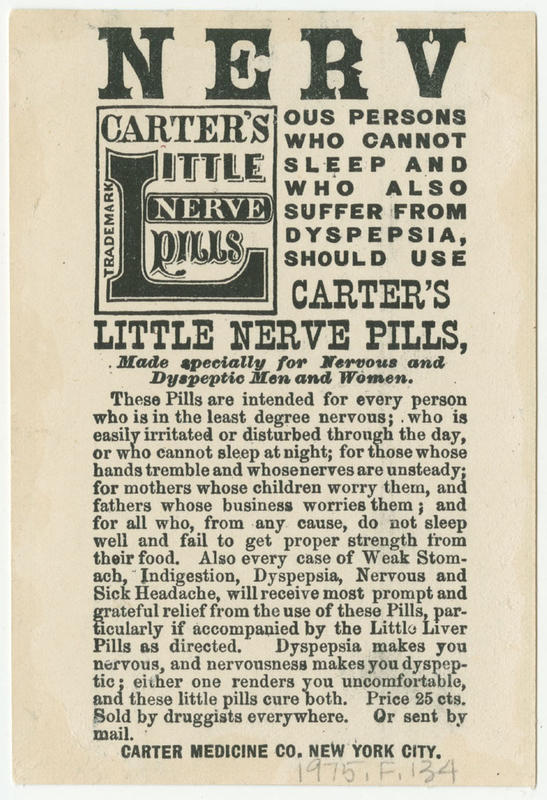 NERV
CARTER'S
LITTLE
NERVE
PILLS
TRADEMARK
OUS PERSONS
WHO CANNOT
SLEEP AND
WHO ALSO
SUFFER FROM
DYSPEPSIA,
SHOULD USE
CARTER'S
LITTLE NERVE PILLS,
Made specially for Nervous and
Dyspeptic Men and Women.
These Pills are intended for every person
who is in the least degree nervous; who is
easily irritated or disturbed through the day,
or who cannot sleep at night; for those whose
hands tremble and whose nerves are unsteady;
for mothers whose children worry them, and
fathers whose business worries them; and
for all who, from any cause, do not sleep
well and fail to get proper strength from
their food. Also every case of Weak Stom-
ach, Indigestion, Dyspepsia, Nervous and
Sick Headache, will receive most prompt and
grateful relief from the use of these Pills, par-
ticularly if accompanied by the Little Liver
Pills as directed. Dyspepsia makes you
nervous, and nervousness makes you dyspep-
tic; either one renders you uncomfortable,
and these little pills cure both. Price 25 cts.
Sold by druggists everywhere. Or sent by
mail.
CARTER MEDICINE CO. NEW YORK CITY.
1975.F.134